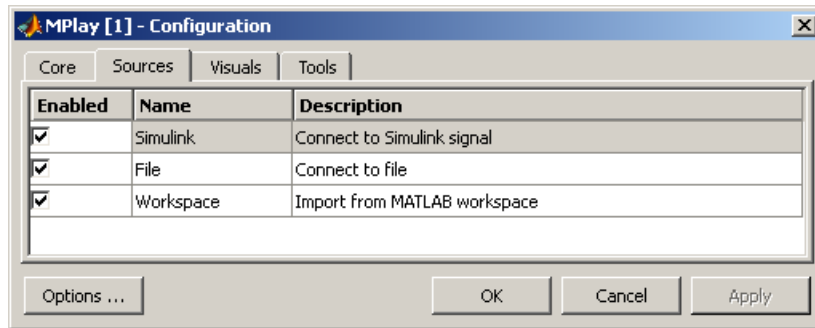 MPlay [1] - Configuration
Core Sources Visuals Tools
Enabled Name Description
Simulink Connect to Simulink signal
File Connect to file
Workspace Import from MATLAB workspace
Options ... OK Cancel Apply